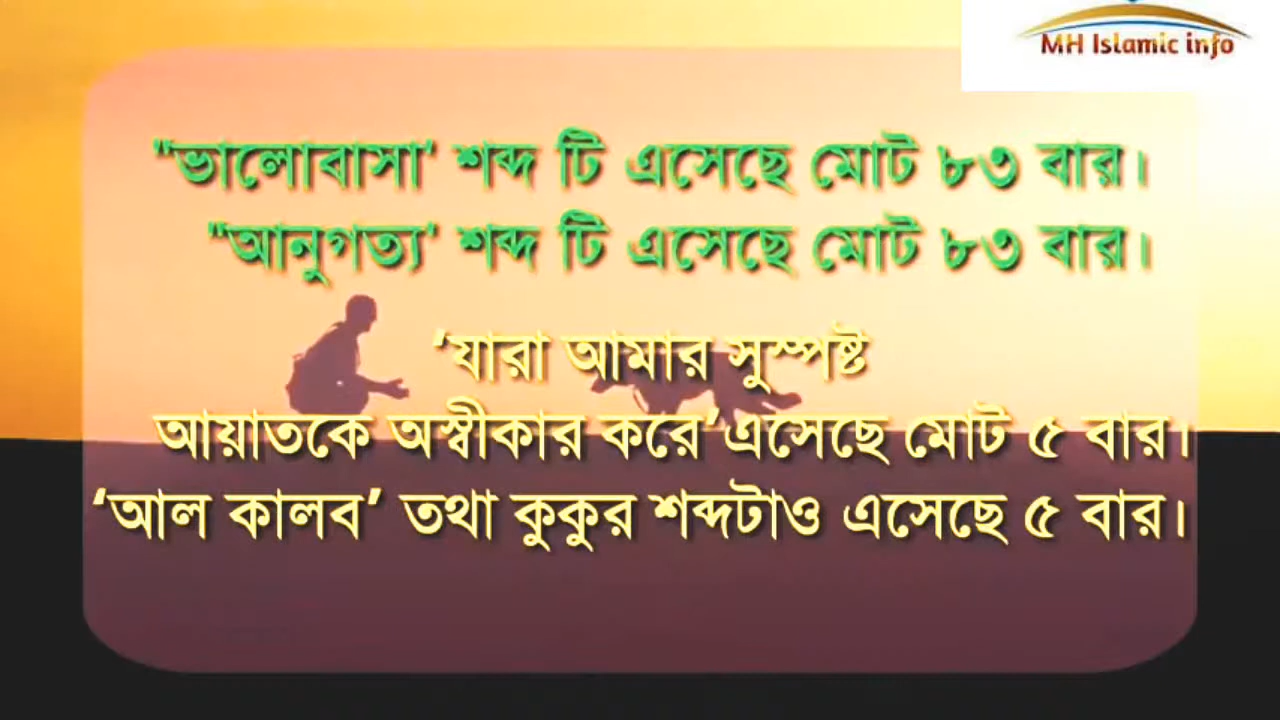 MH Islamic info
"ভালোবাসা' শব্দ টি এসেছে মোট ৮৩ বার।
"আনুগত্য' শব্দ টি এসেছে মোট ৮৩ বার।
‘যারা আমার সুস্পষ্ট
আয়াতকে অস্বীকার করে’এসেছে মোট ৫ বার।
‘আল কালব’ তথা কুকুর শব্দটাও এসেছে ৫ বার।